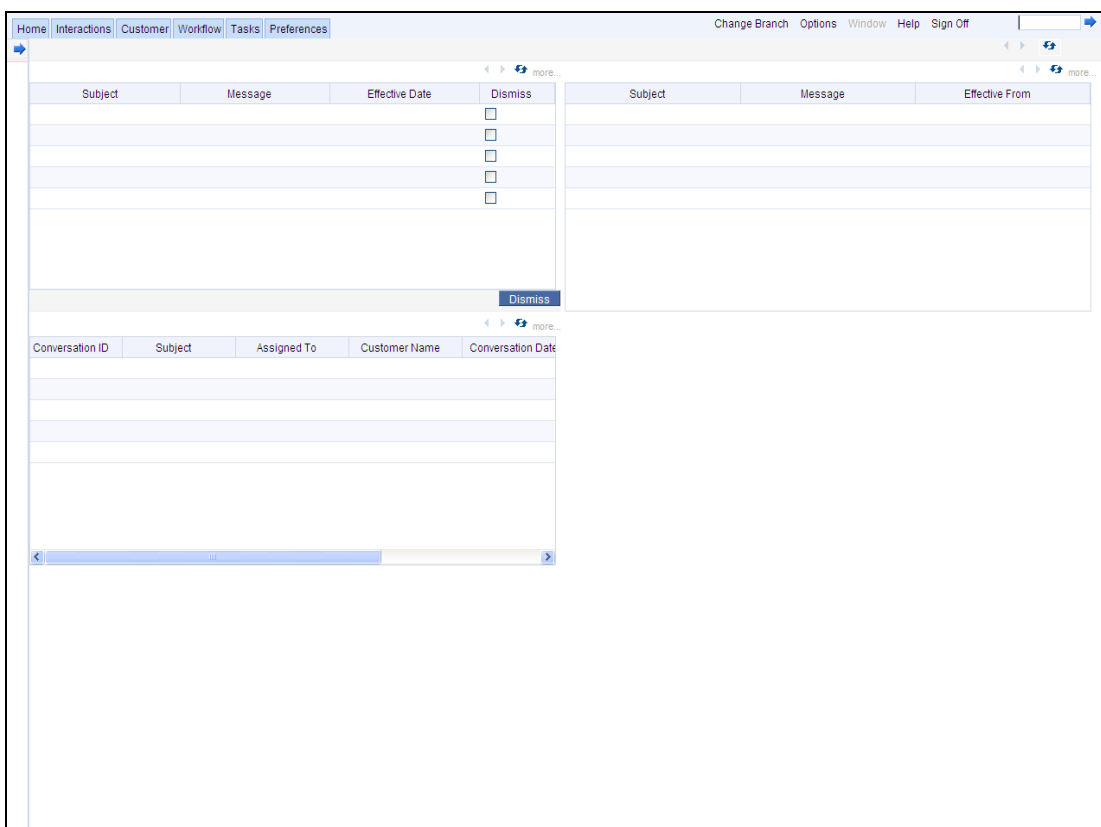 Home Interactions Customer Workflow Tasks Preferences
Change Branch Options Window Help Sign Off
more...
more...
Subject Message Effective Date Dismiss
Subject Message Effective From
Dismiss
more...
Conversation ID Subject Assigned To Customer Name Conversation Date